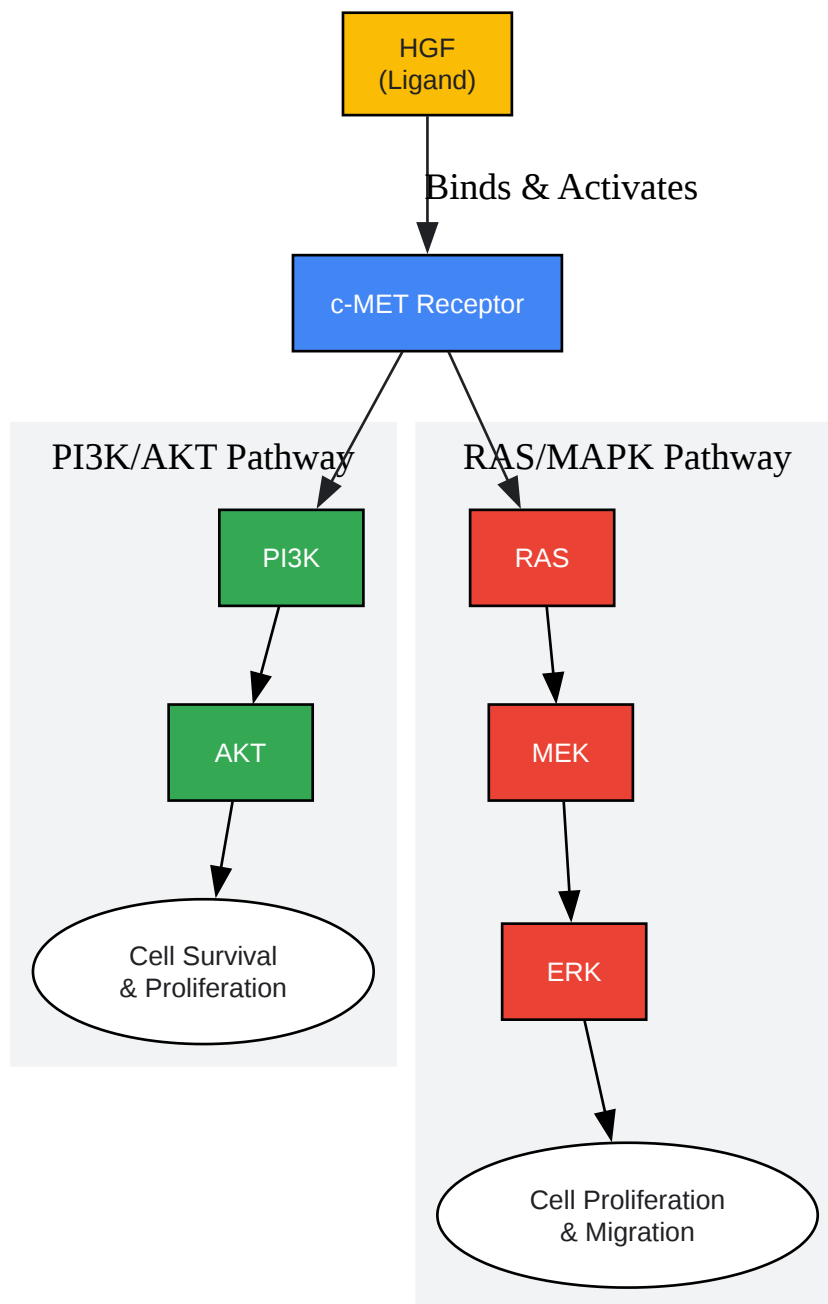 HGF
(Ligand)
Binds & Activates
c-MET Receptor
PI3K/AKT Pathway
PI3K
AKT
Cell Survival
& Proliferation
RAS/MAPK Pathway
RAS
MEK
ERK
Cell Proliferation
& Migration